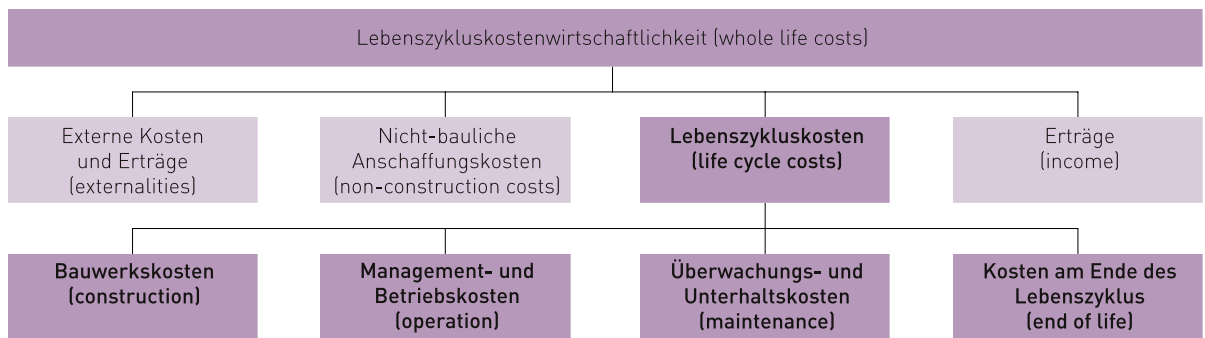 Lebenszykluskostenwirtschaftlichkeit (whole life costs)
Externe Kosten
und Erträge
(externalities)
Nicht-bauliche
Anschaffungskosten
(non-construction costs)
Lebenszykluskosten
(life cycle costs)
Erträge
(income)
Bauwerkskosten
(construction)
Management- und
Betriebskosten
(operation)
Überwachungs- und
Unterhaltskosten
(maintenance)
Kosten am Ende des
Lebenszyklus
(end of life)